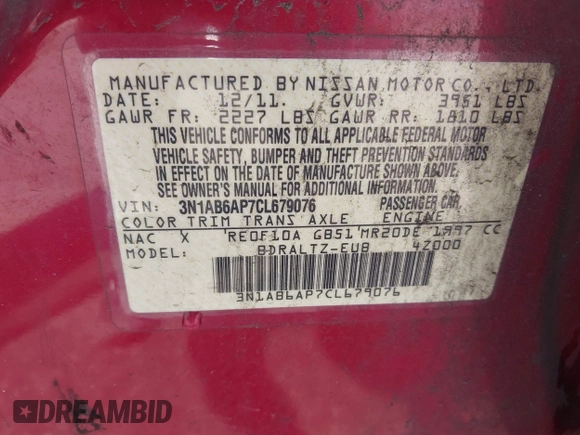 MANUFACTURED BY NISSAN MOTOR CO., LTD.
DATE: 12/11. GVWR: 3951 LBS
GAWR FR: 2227 LBS GAWR RR: 1810 LBS
THIS VEHICLE CONFORMS TO ALL APPLICABLE FEDERAL MOTOR
VEHICLE SAFETY, BUMPER AND THEFT PREVENTION STANDARDS
IN EFFECT ON THE DATE OF MANUFACTURE SHOWN ABOVE.
SEE OWNER'S MANUAL FOR ADDITIONAL INFORMATION.
VIN: 3N1AB6AP7CL679076 PASSENGER CAR
COLOR TRIM TRANS AXLE ENGINE
NAC X RE0F10A GB51 MR20DE 1997 CC
MODEL: BDRALTZ-EUB 4Z000
3N1AB6AP7CL679076
DREAMBID